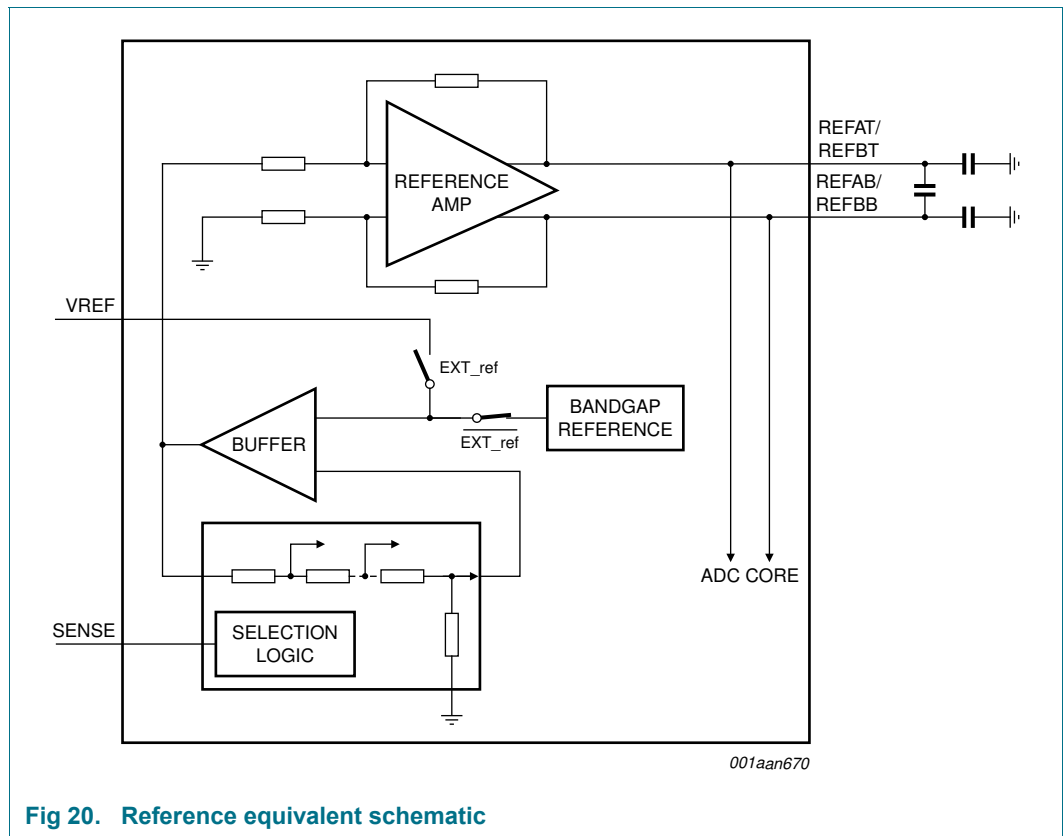 REFAT/
REFBT
REFERENCE
AMP
REFAB/
REFBB
VREF
EXT_ref
BUFFER
EXT_ref
BANDGAP
REFERENCE
ADC CORE
SENSE
SELECTION
LOGIC
001aan670
Fig 20. Reference equivalent schematic